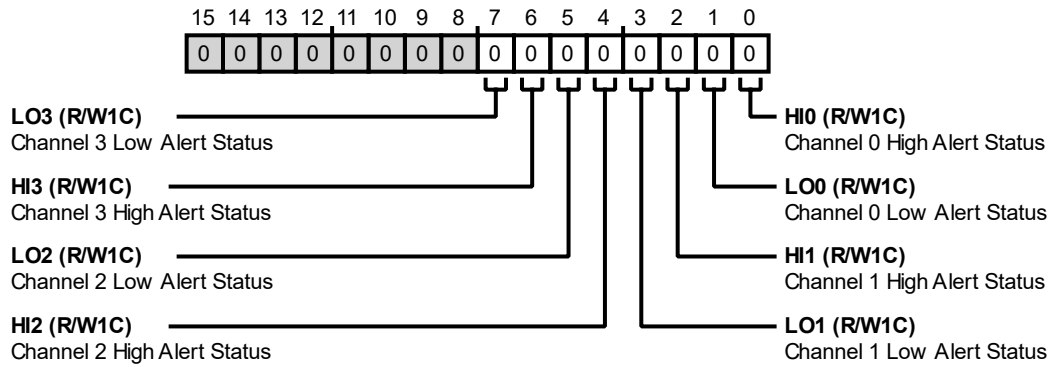 15 14 13 12 11 10 9 8 7 6 5 4 3 2 1 0
0 0 0 0 0 0 0 0 0 0 0 0 0 0 0 0
LO3 (R/W1C)
Channel 3 Low Alert Status
HI3 (R/W1C)
Channel 3 High Alert Status
LO2 (R/W1C)
Channel 2 Low Alert Status
HI2 (R/W1C)
Channel 2 High Alert Status
HI0 (R/W1C)
Channel 0 High Alert Status
LO0 (R/W1C)
Channel 0 Low Alert Status
HI1 (R/W1C)
Channel 1 High Alert Status
LO1 (R/W1C)
Channel 1 Low Alert Status